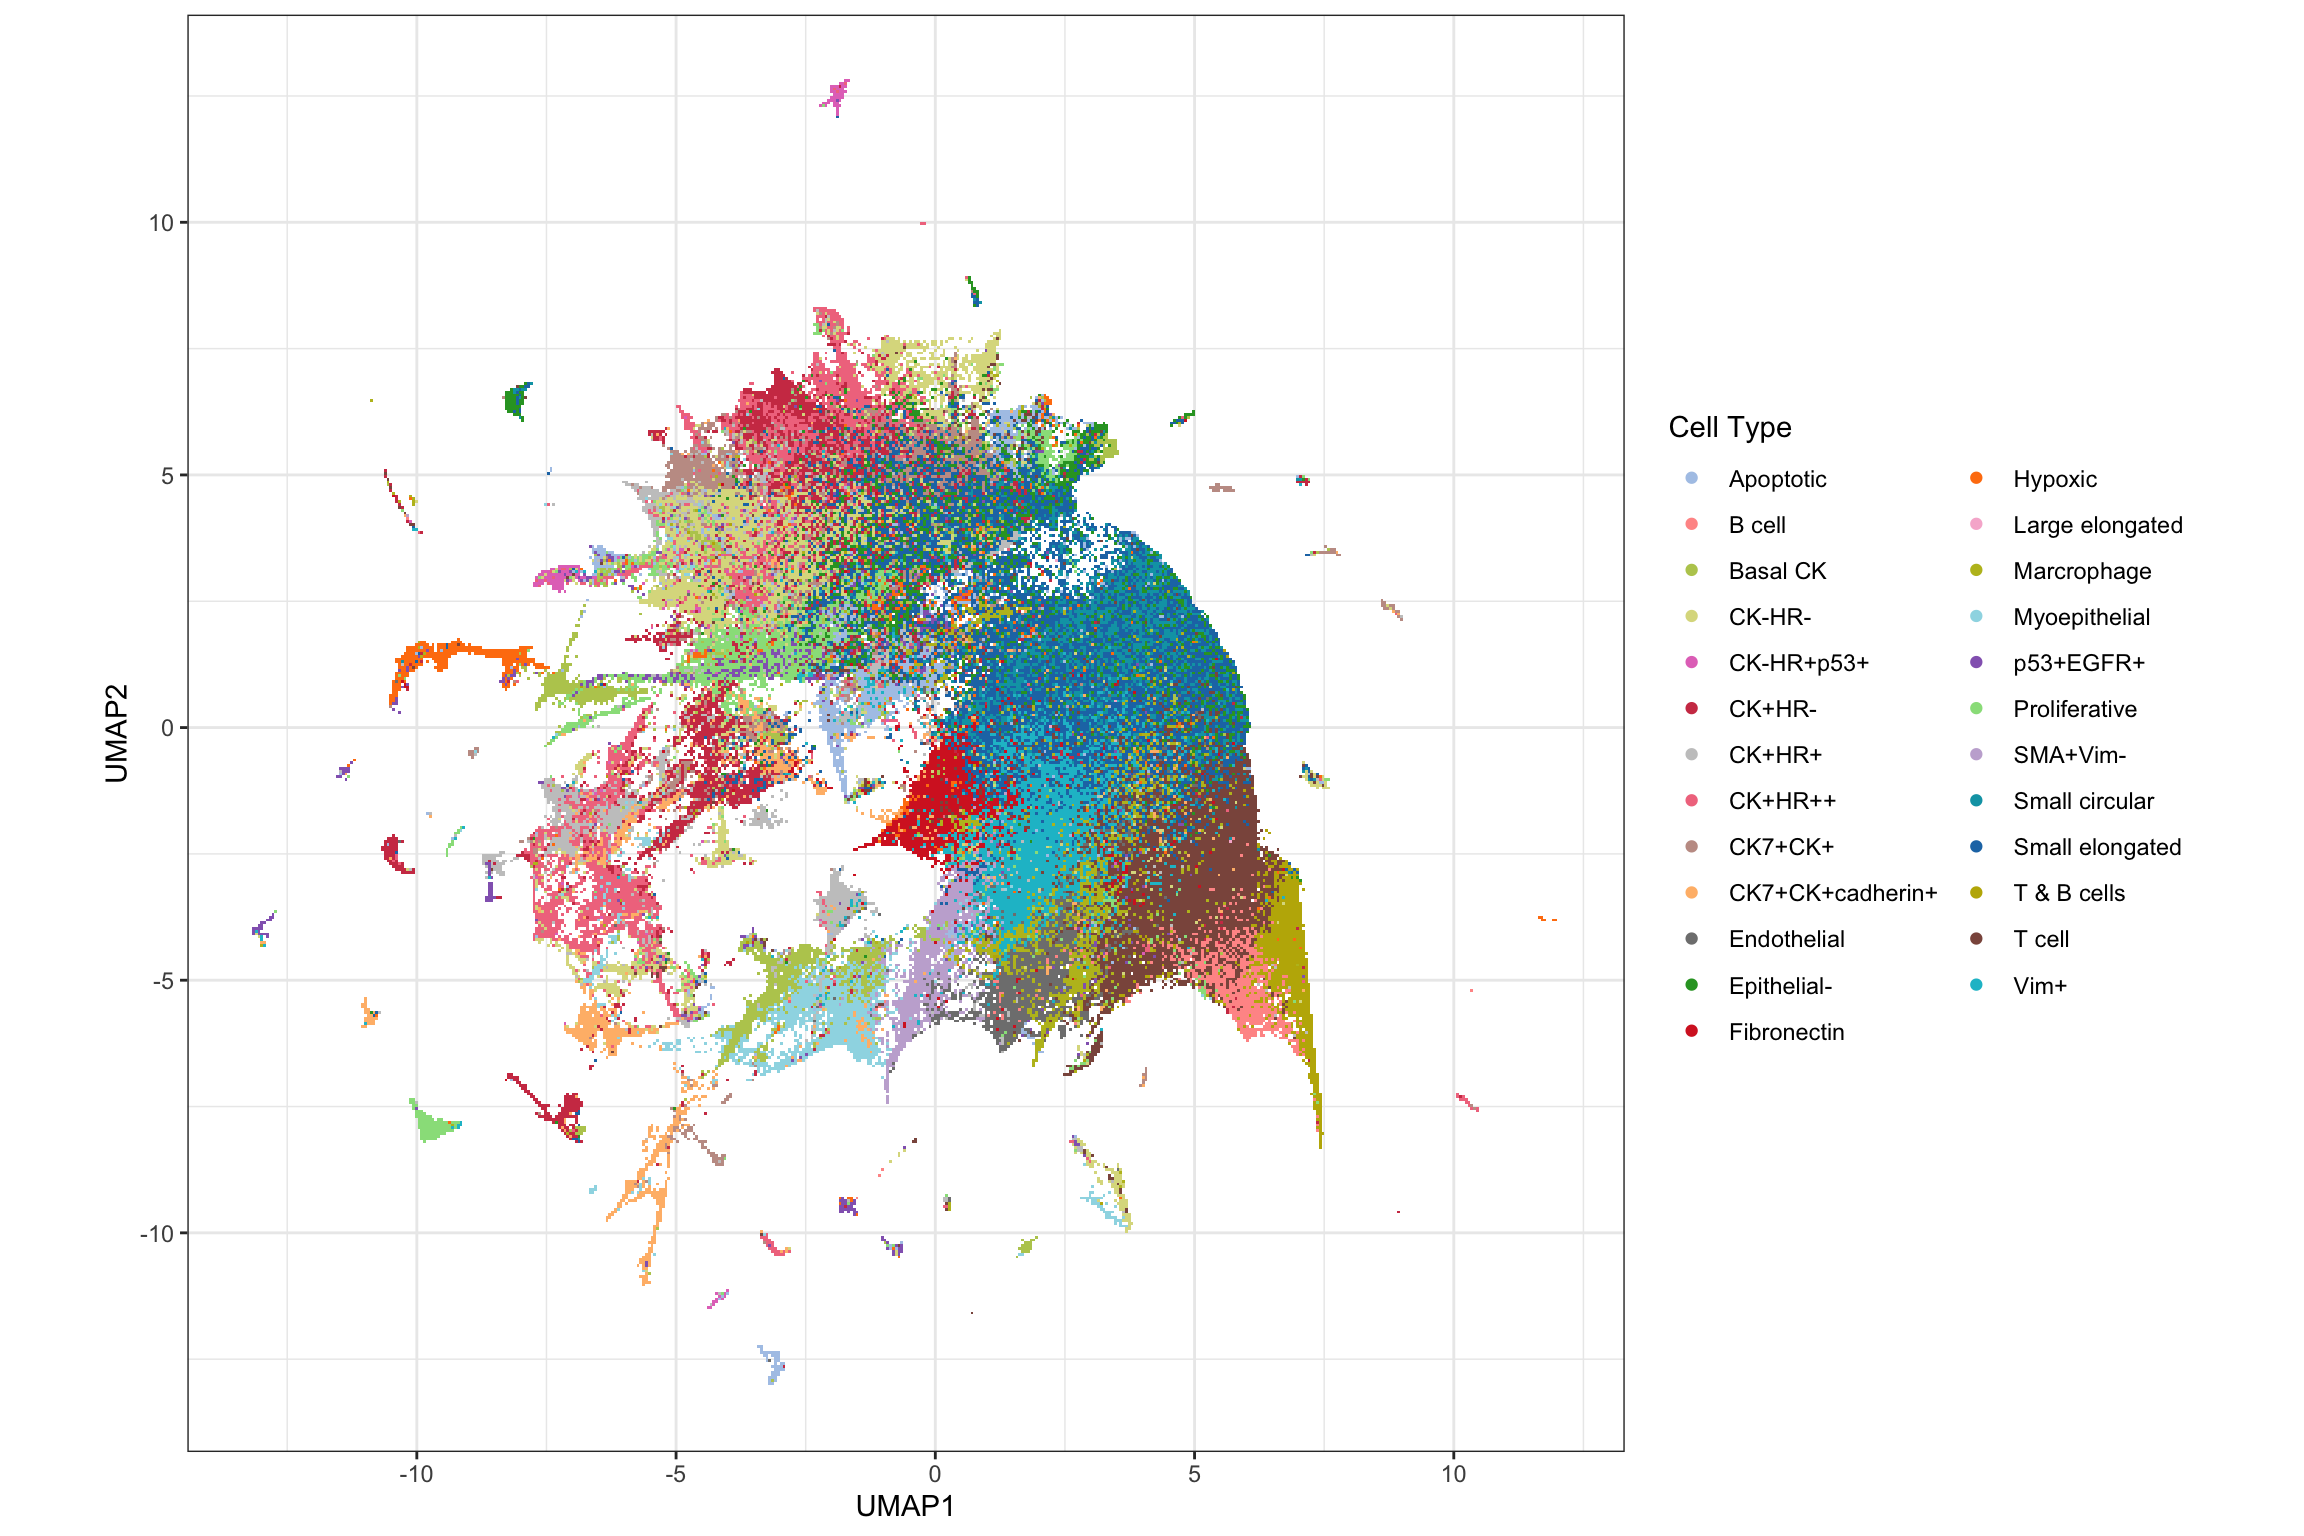 10
5
0
-5
-10
UMAP2
-10
-5
0
5
10
UMAP1
Cell Type
Apoptotic
B cell
Basal CK
CK-HR-
CK-HR+p53+
CK+HR-
CK+HR+
CK+HR++
CK7+CK+
CK7+CK+cadherin+
Endothelial
Epithelial-
Fibronectin
Hypoxic
Large elongated
Marcrophage
Myoepithelial
p53+EGFR+
Proliferative
SMA+Vim-
Small circular
Small elongated
T & B cells
T cell
Vim+